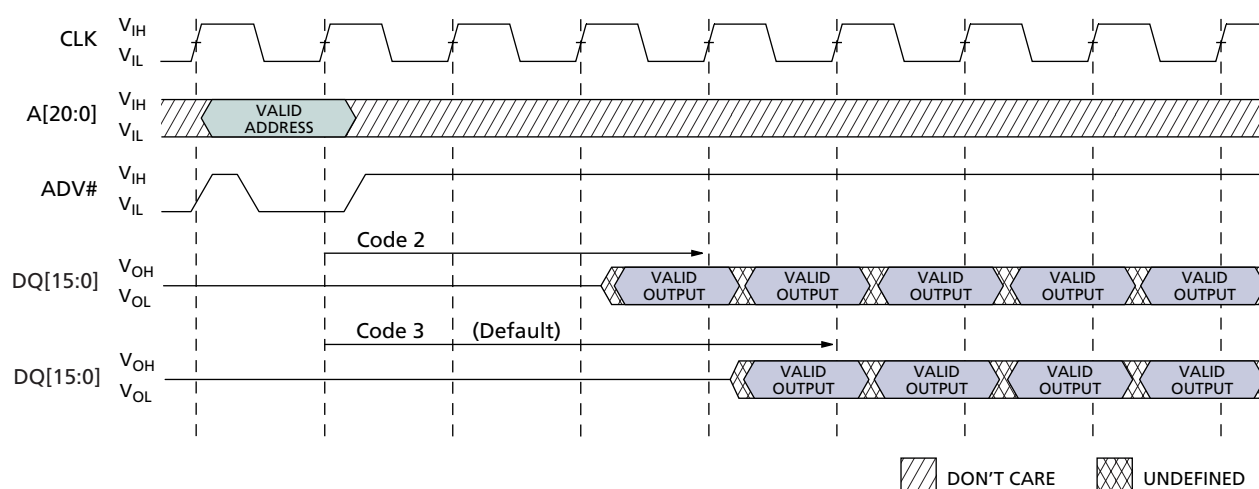 CLK
VIH
VIL
A[20:0]
VIH
VIL
VALID
ADDRESS
ADV#
VIH
VIL
Code 2
DQ[15:0]
VOH
VOL
VALID
OUTPUT
VALID
OUTPUT
VALID
OUTPUT
VALID
OUTPUT
VALID
OUTPUT
Code 3 (Default)
DQ[15:0]
VOH
VOL
VALID
OUTPUT
VALID
OUTPUT
VALID
OUTPUT
VALID
OUTPUT
DON'T CARE
UNDEFINED